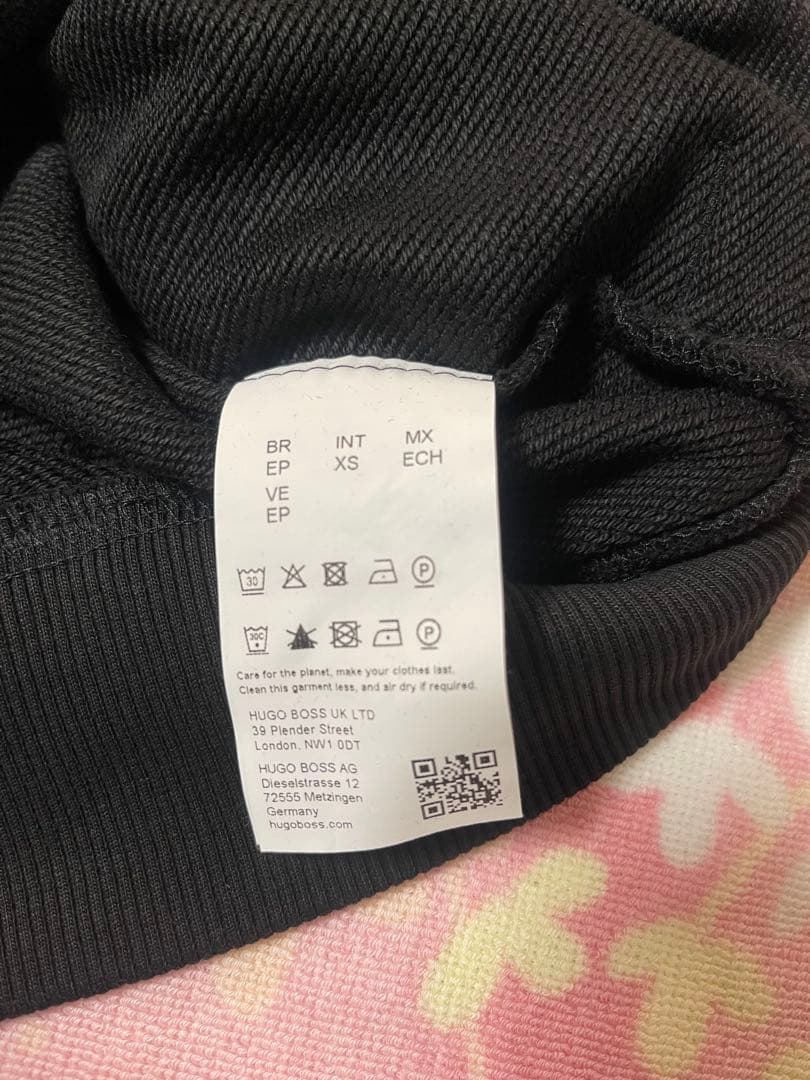 BR INT MX
EP XS ECH
VE
EP
30 P
30C P
Care for the planet, make your clothes last.
Clean this garment less, and air dry if required.
HUGO BOSS UK LTD
39 Plender Street
London, NW1 0DT
HUGO BOSS AG
Dieselstrasse 12
72555 Metzingen
Germany
hugoboss.com